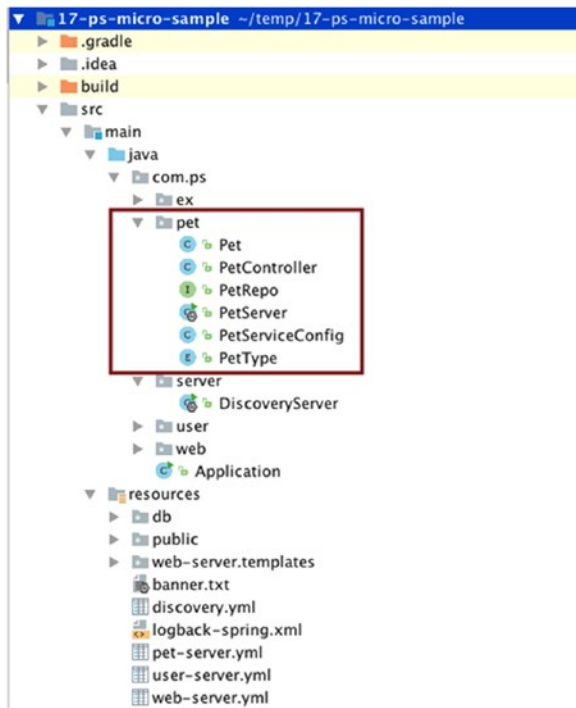 17-ps-micro-sample ~/temp/17-ps-micro-sample
.gradle
.idea
build
src
main
java
com.ps
ex
pet
Pet
PetController
PetRepo
PetServer
PetServiceConfig
PetType
server
DiscoveryServer
user
web
Application
resources
db
public
web-server.templates
banner.txt
discovery.yml
logback-spring.xml
pet-server.yml
user-server.yml
web-server.yml